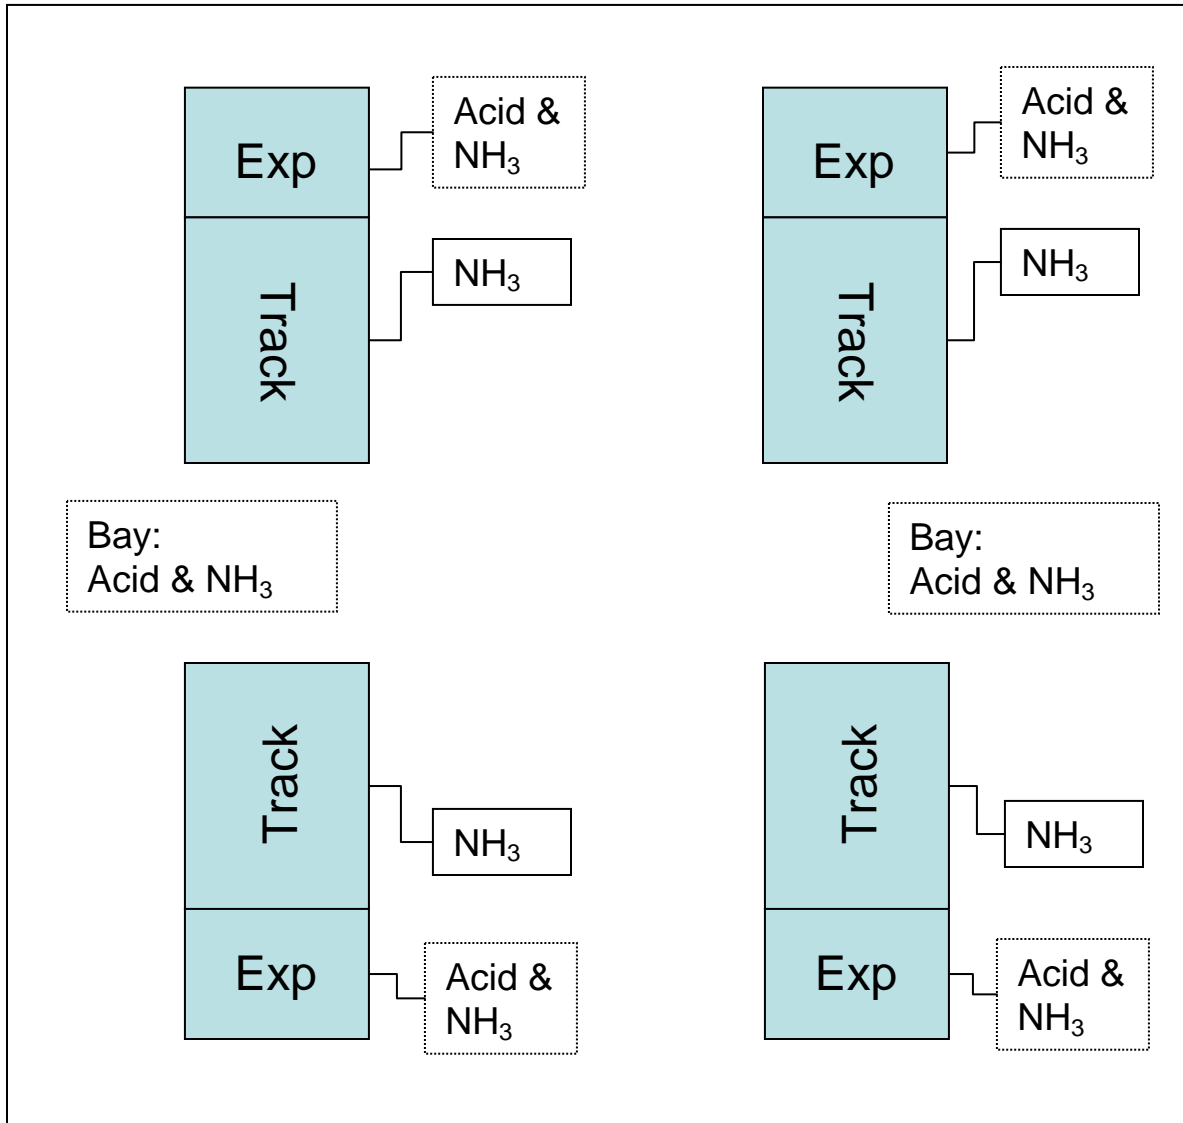 Exp
Acid &
NH₃
Track
NH₃
Exp
Acid &
NH₃
Track
NH₃
Bay:
Acid & NH₃
Bay:
Acid & NH₃
Track
NH₃
Exp
Acid &
NH₃
Track
NH₃
Exp
Acid &
NH₃